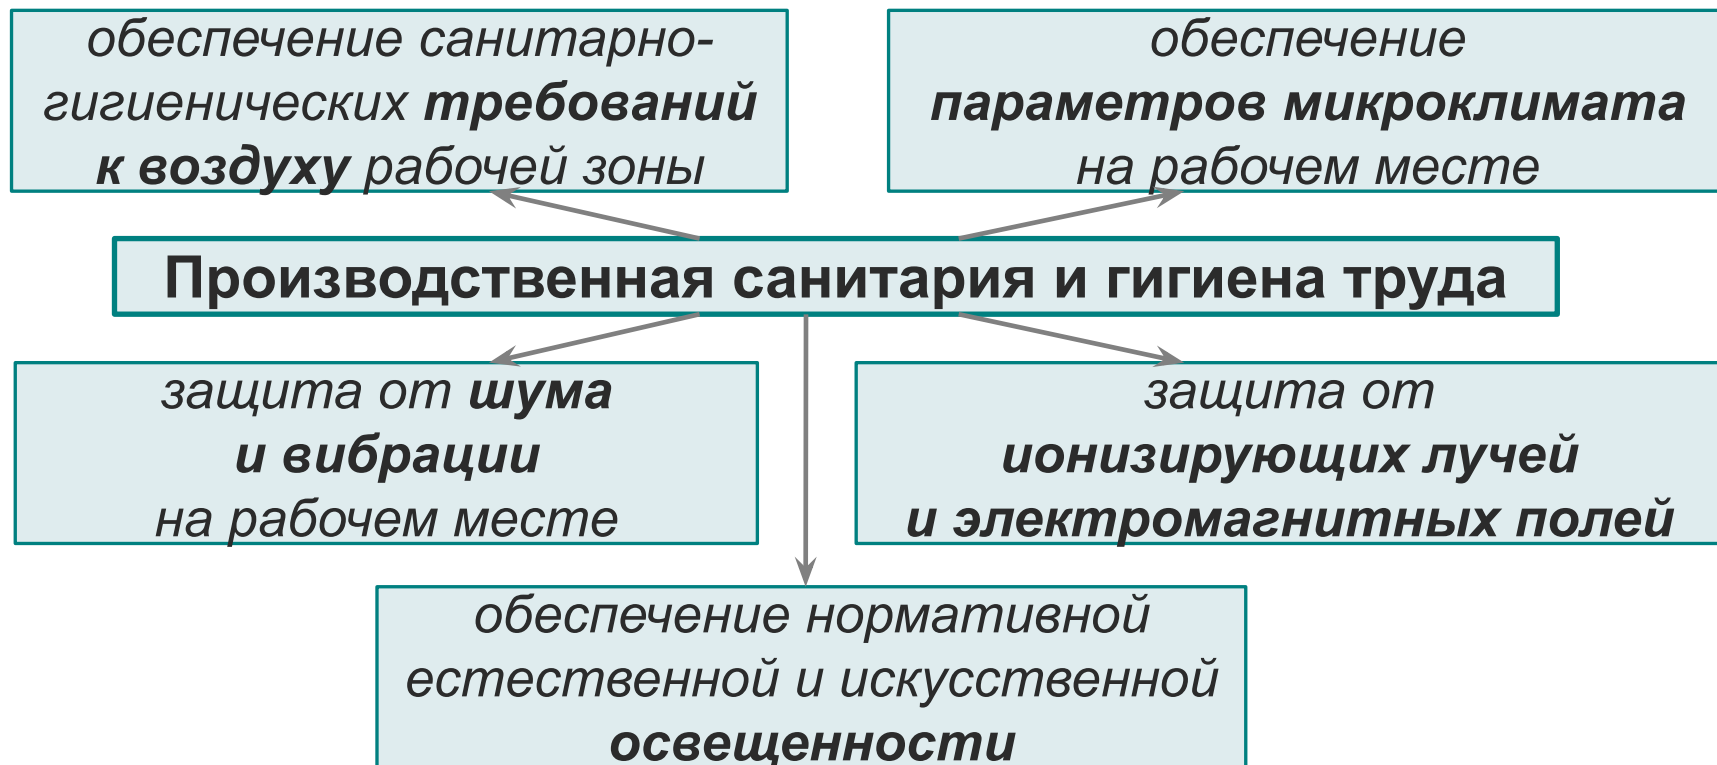 обеспечение санитарно-
гигиенических требований
к воздуху рабочей зоны
обеспечение
параметров микроклимата
на рабочем месте
Производственная санитария и гигиена труда
защита от шума
и вибрации
на рабочем месте
защита от
ионизирующих лучей
и электромагнитных полей
обеспечение нормативной
естественной и искусственной
освещенности